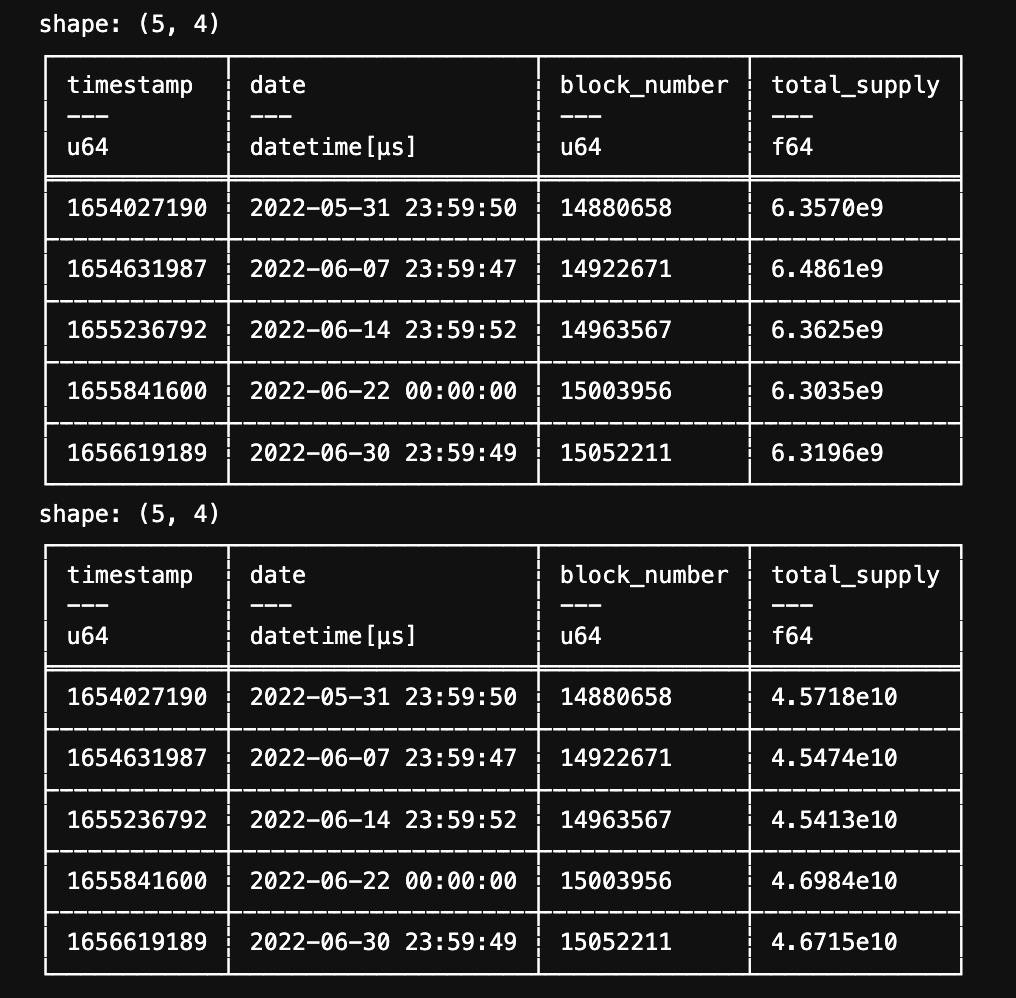 shape: (5, 4)
timestamp date block_number total_supply
--- --- --- ---
u64 datetime[μs] u64 f64
1654027190 2022-05-31 23:59:50 14880658 6.3570e9
1654631987 2022-06-07 23:59:47 14922671 6.4861e9
1655236792 2022-06-14 23:59:52 14963567 6.3625e9
1655841600 2022-06-22 00:00:00 15003956 6.3035e9
1656619189 2022-06-30 23:59:49 15052211 6.3196e9
shape: (5, 4)
timestamp date block_number total_supply
--- --- --- ---
u64 datetime[μs] u64 f64
1654027190 2022-05-31 23:59:50 14880658 4.5718e10
1654631987 2022-06-07 23:59:47 14922671 4.5474e10
1655236792 2022-06-14 23:59:52 14963567 4.5413e10
1655841600 2022-06-22 00:00:00 15003956 4.6984e10
1656619189 2022-06-30 23:59:49 15052211 4.6715e10